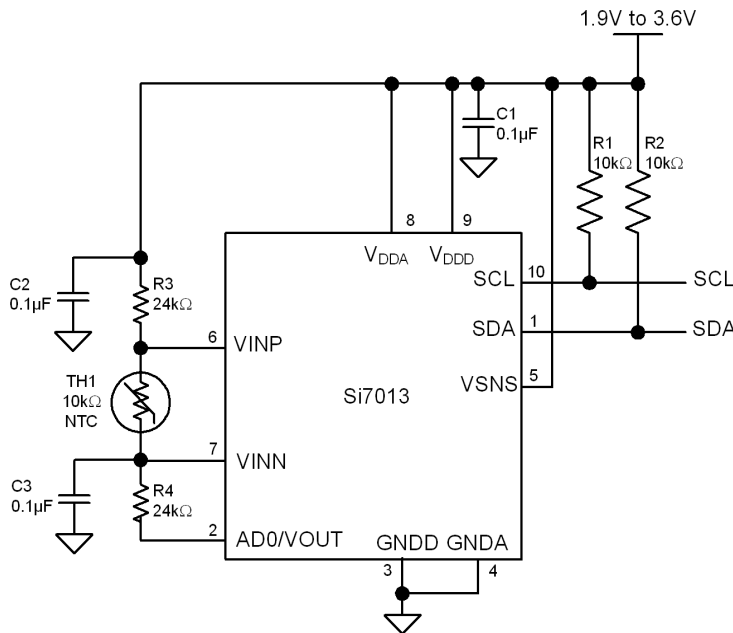 1.9V to 3.6V
C1
0.1µF
R1
10kΩ
R2
10kΩ
8
9
VDDA
VDDD
C2
0.1µF
R3
24kΩ
SCL
10
SCL
SDA
1
SDA
6
VINP
TH1
10kΩ
NTC
Si7013
VSNS
5
7
VINN
C3
0.1µF
R4
24kΩ
2
AD0/VOUT
GNDD
GNDA
3
4